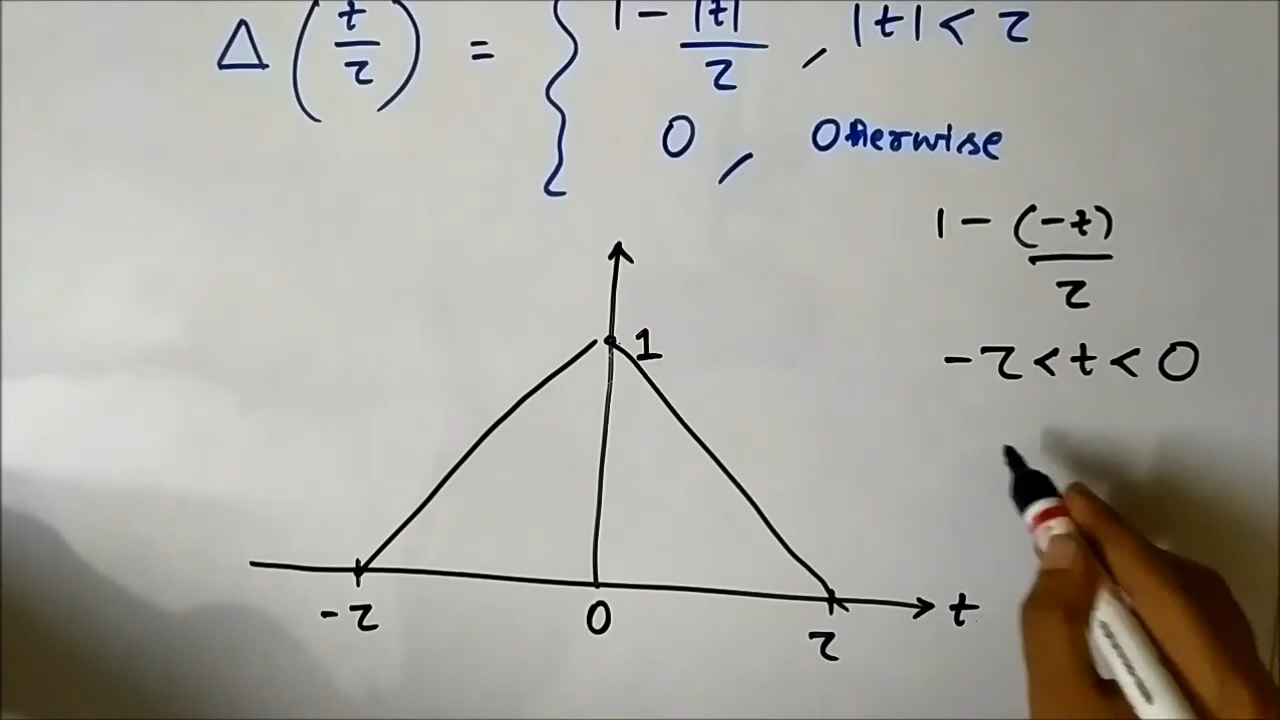 Δ(t/τ) = { 1 - |t|/τ , |t| < τ
0 , Otherwise
1 - (-t)/τ
-τ < t < 0
1
-τ 0 τ t